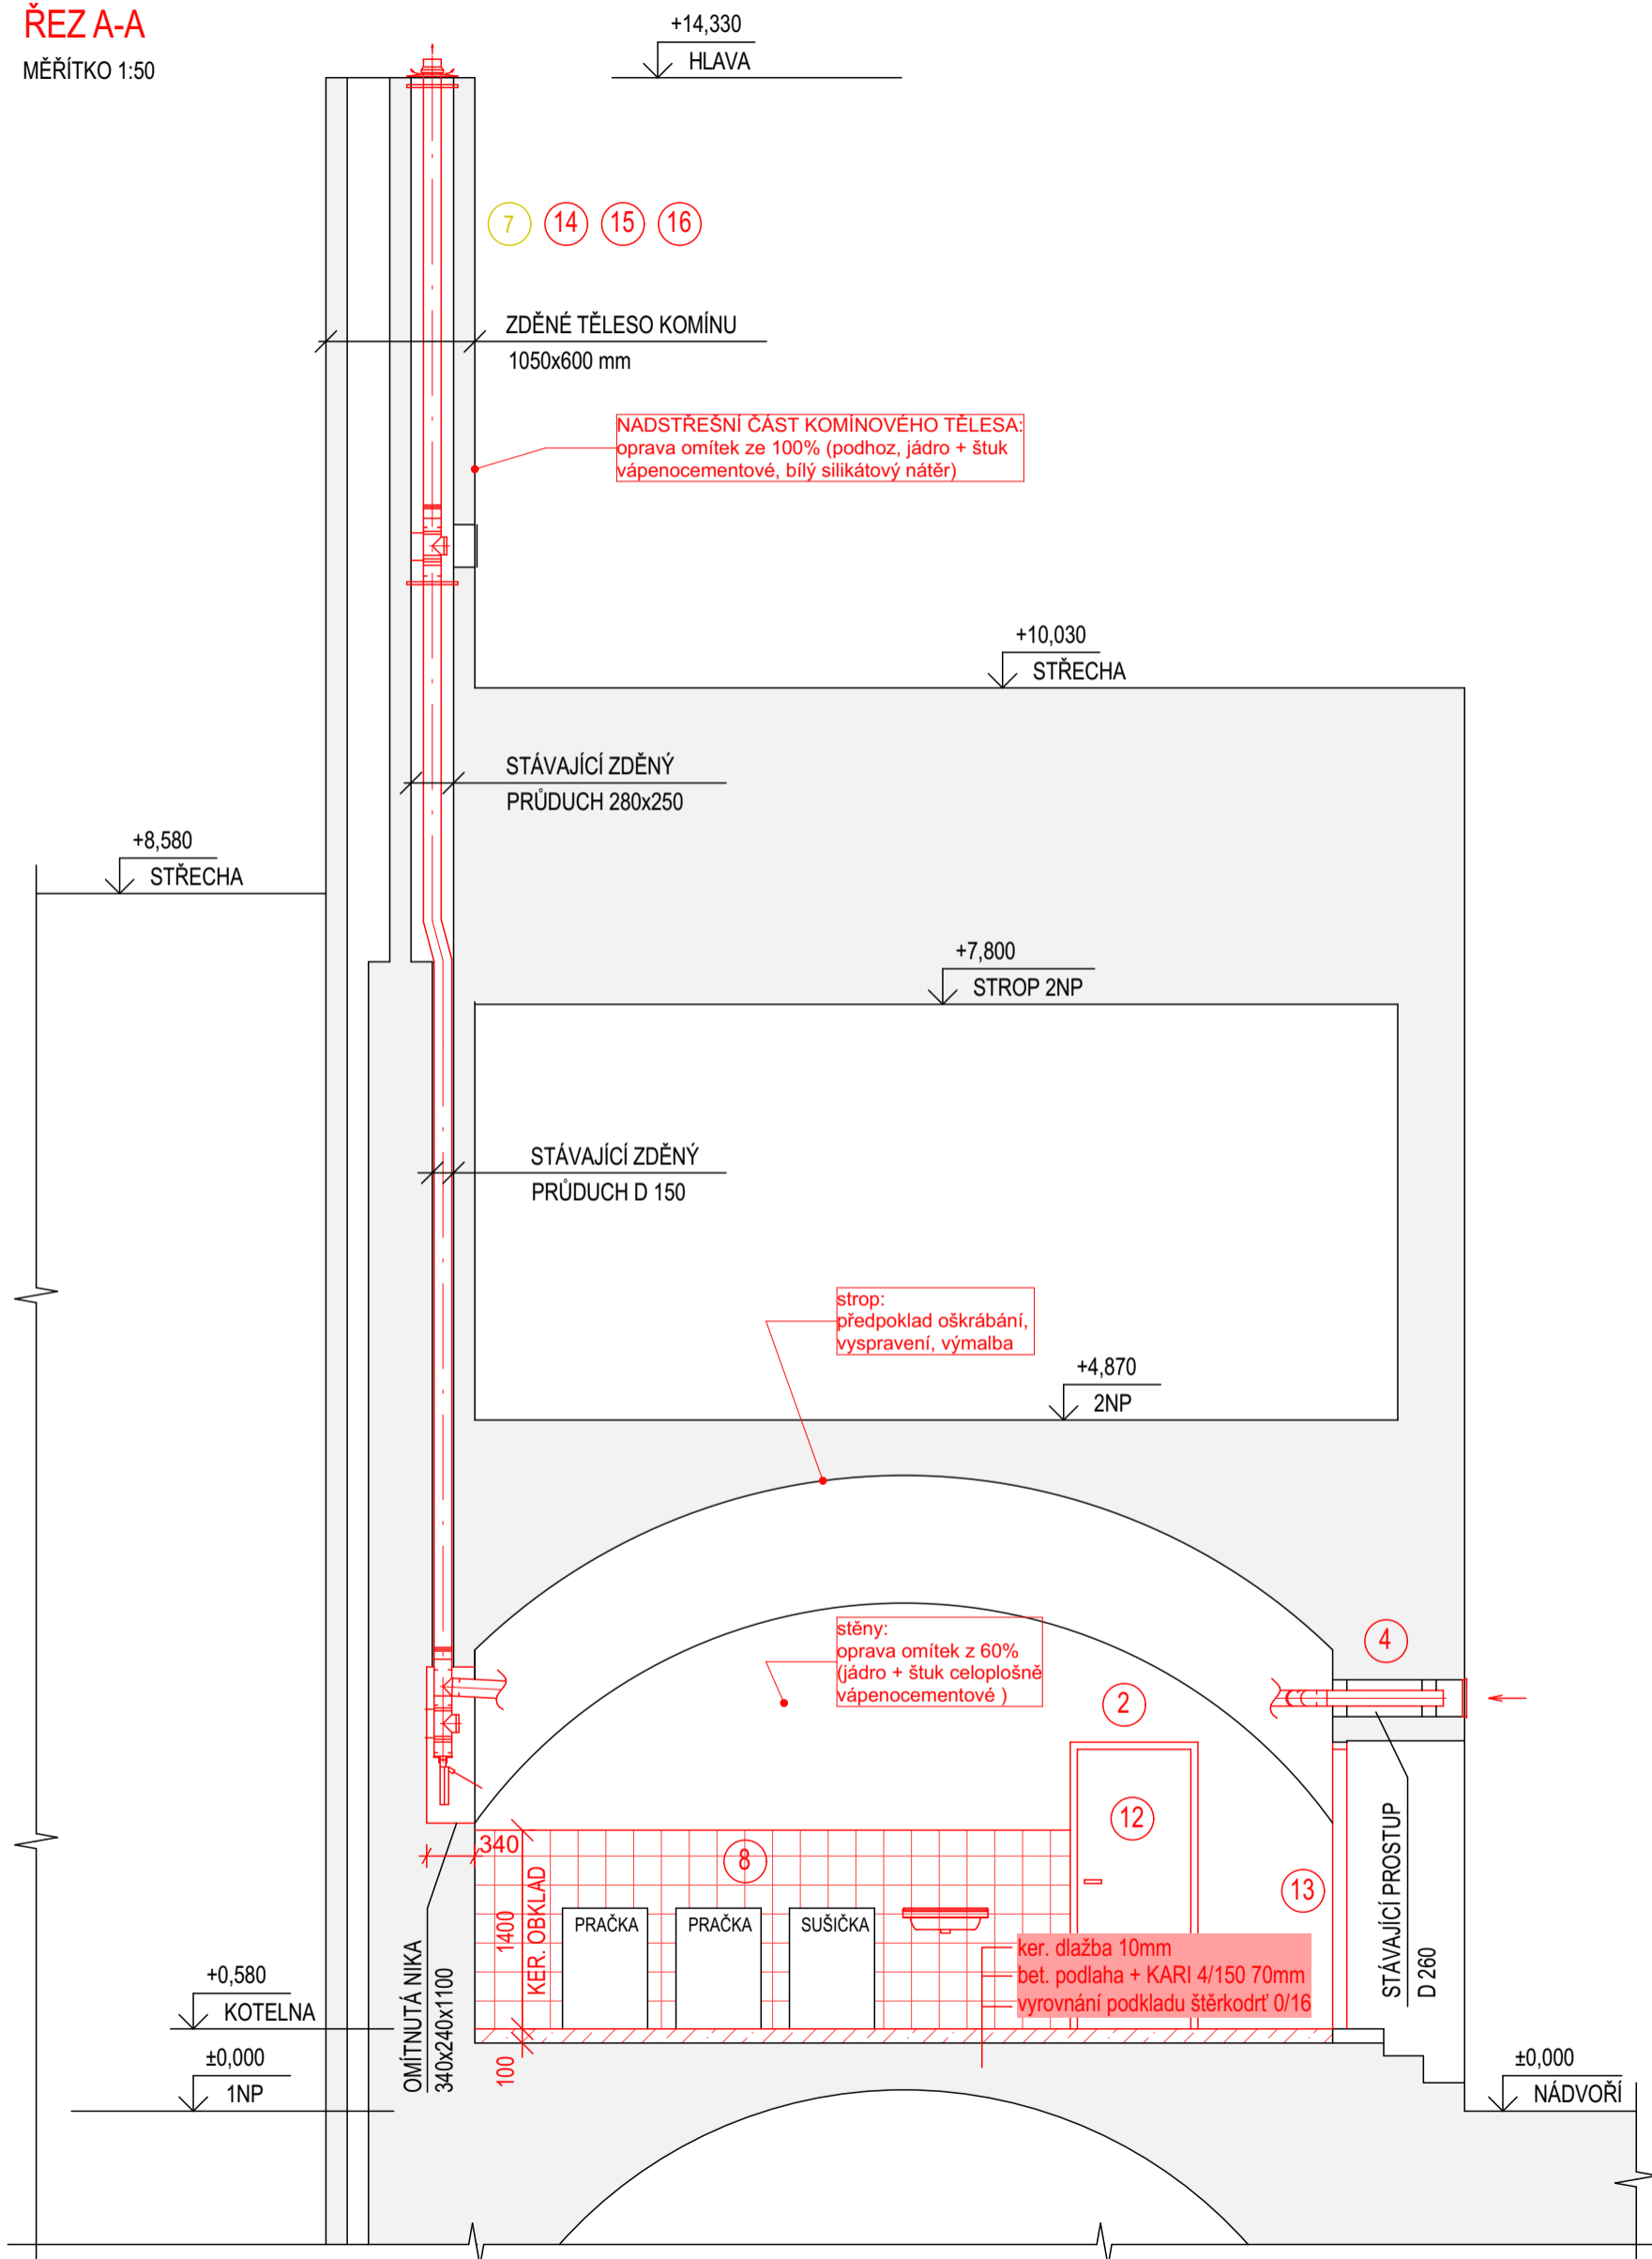 ŘEZ A-A
MĚŘÍTKO 1:50
+14,330
HLAVA
7 14 15 16
ZDĚNÉ TĚLESO KOMÍNU
1050x600 mm
NADSTŘEŠNÍ ČÁST KOMÍNOVÉHO TĚLESA:
oprava omítek ze 100% (podhoz, jádro + štuk
vápenocementové, bílý silikátový nátěr)
+10,030
STŘECHA
STÁVAJÍCÍ ZDĚNÝ
PRŮDUCH 280x250
+8,580
STŘECHA
+7,800
STROP 2NP
STÁVAJÍCÍ ZDĚNÝ
PRŮDUCH D 150
strop:
předpoklad oškrábání,
vyspravení, výmalba
+4,870
2NP
stěny:
oprava omítek z 60%
(jádro + štuk celoplošně
vápenocementové )
4
2
12
13
8
340
1400
KER. OBKLAD
PRAČKA
PRAČKA
SUŠIČKA
ker. dlažba 10mm
bet. podlaha + KARI 4/150 70mm
vyrovnání podkladu štěrkodrť 0/16
100
OMÍTNUTÁ NIKA
340x240x1100
STÁVAJÍCÍ PROSTUP
D 260
+0,580
KOTELNA
±0,000
1NP
±0,000
NÁDVOŘÍ